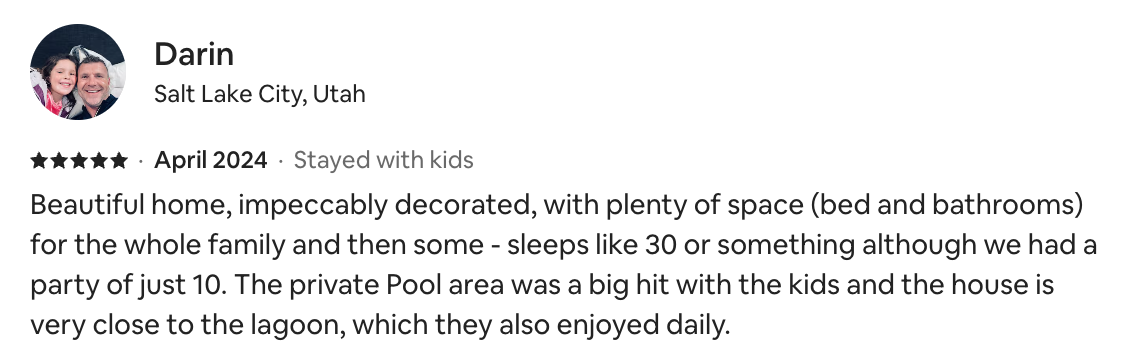 Darin
Salt Lake City, Utah
★★★★★ · April 2024 · Stayed with kids
Beautiful home, impeccably decorated, with plenty of space (bed and bathrooms)
for the whole family and then some - sleeps like 30 or something although we had a
party of just 10. The private Pool area was a big hit with the kids and the house is
very close to the lagoon, which they also enjoyed daily.